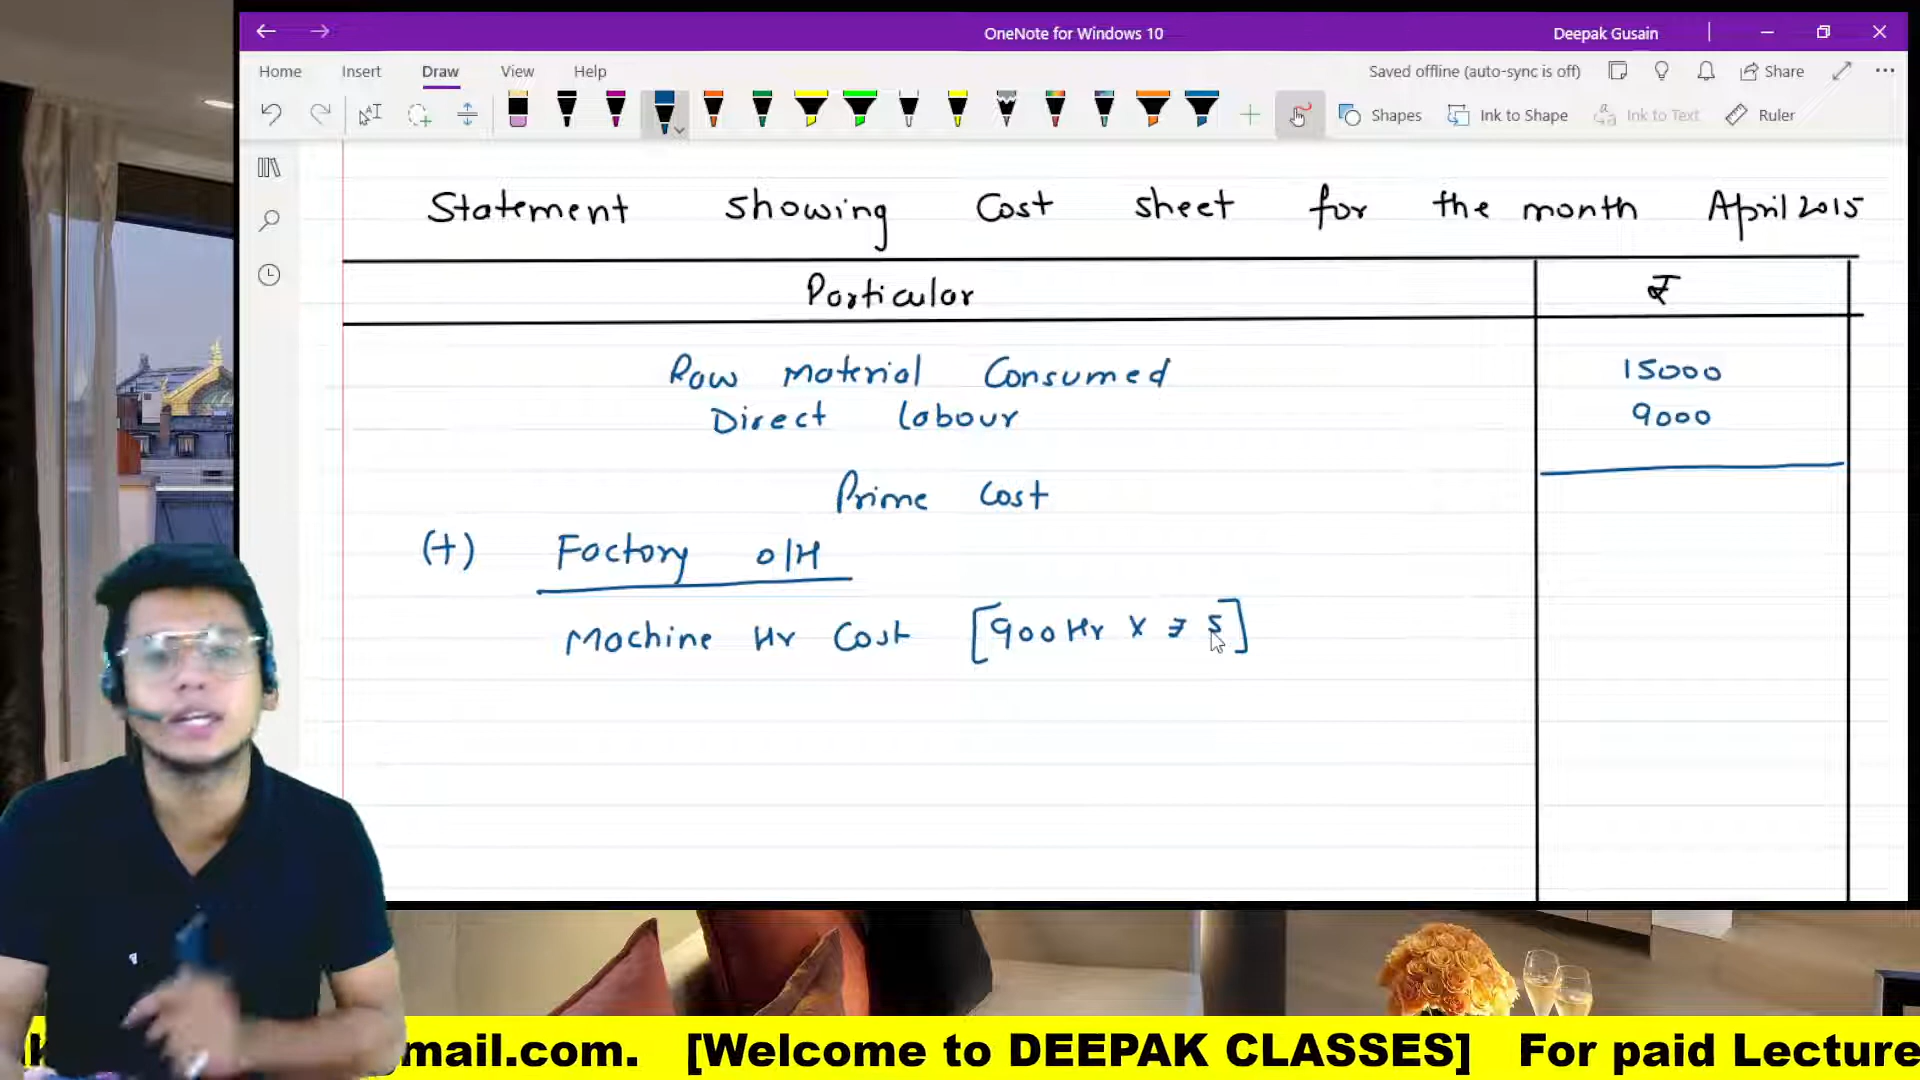 OneNote for Windows 10
Deepak Gusain
Home Insert Draw View Help
Saved offline (auto-sync is off)
Share
Shapes Ink to Shape Ink to Text Ruler
Statement showing Cost sheet for the month April 2015
Particular ₹
Raw Material Consumed 15000
Direct labour 9000
Prime Cost
(+) Factory O/H
Machine Hr Cost [900 Hr X ₹ 5]
mail.com. [Welcome to DEEPAK CLASSES] For paid Lecture